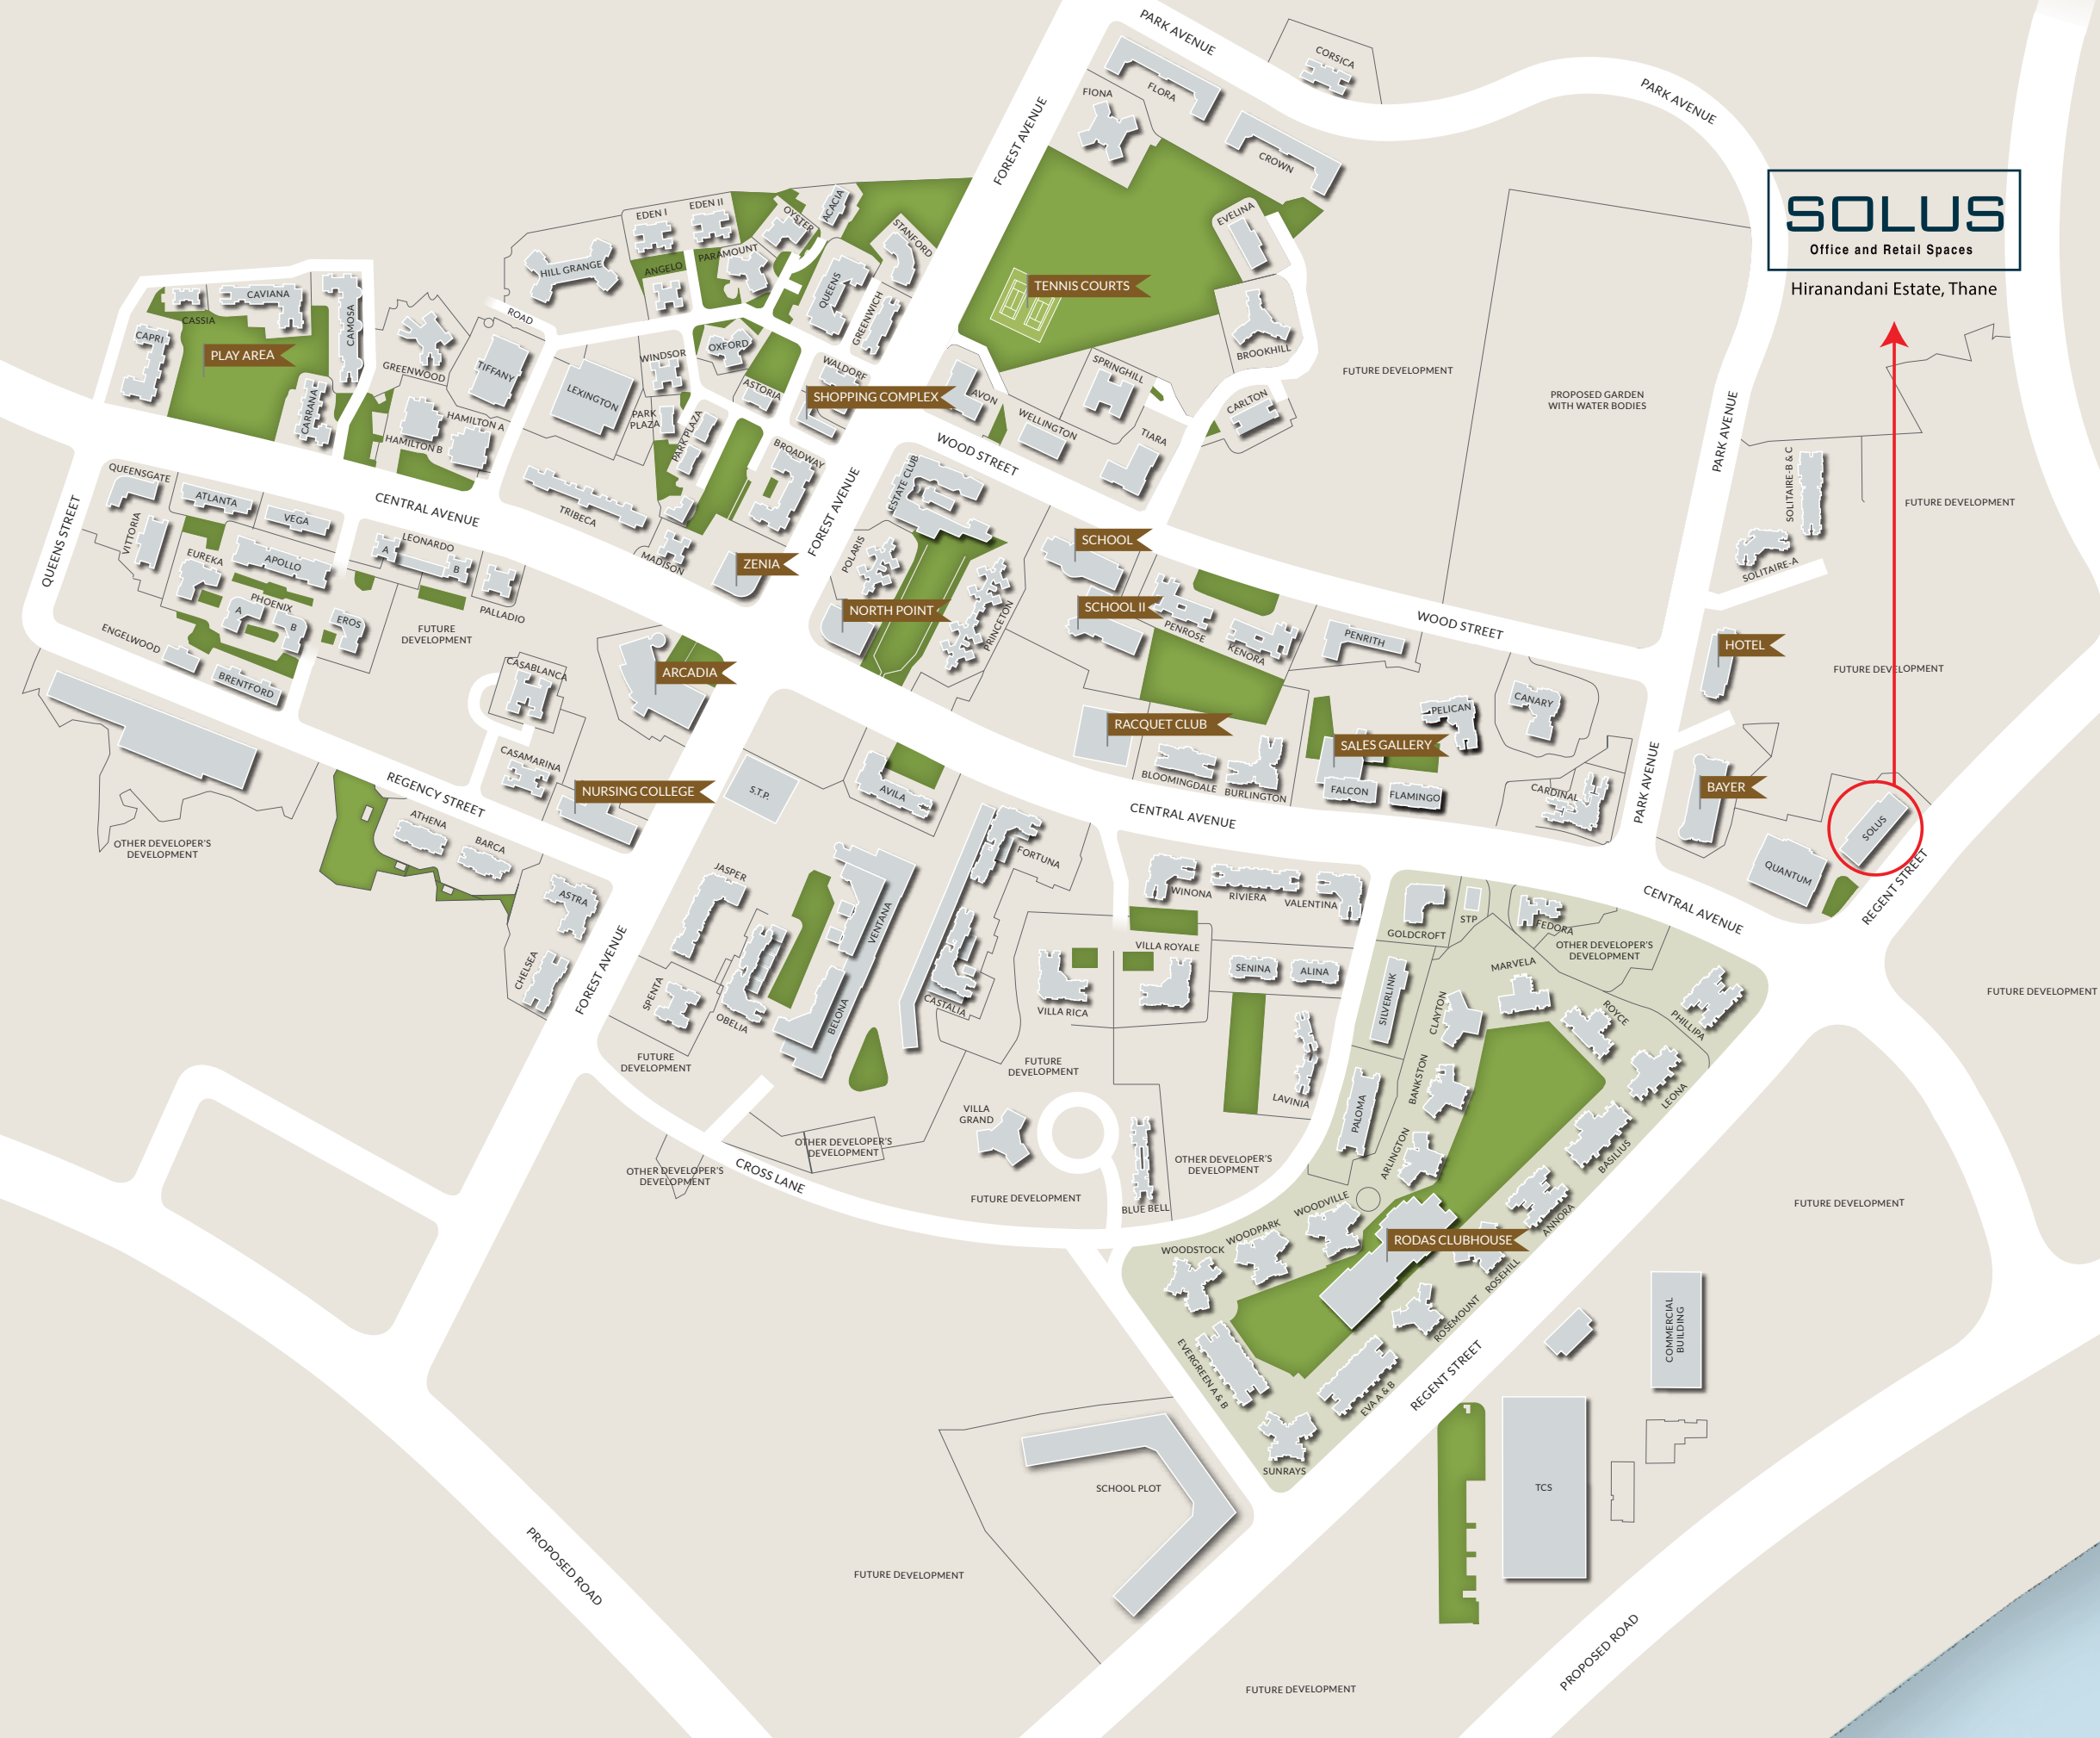 PARK AVENUE
CORSICA
PARK AVENUE
FLORA
FIONA
FOREST AVENUE
CROWN
SOLUS
Office and Retail Spaces
Hiranandani Estate, Thane
EDEN I
EDEN II
OYSTER
ACACIA
STANFORD
EVELINA
HILL GRANGE
ANGELO
PARAMOUNT
QUEENS
GREENWICH
TENNIS COURTS
BROOKHILL
CASSIA
CAVIANA
CAMOSA
CAPRI
PLAY AREA
CARRANA
GREENWOOD
ROAD
TIFFANY
LEXINGTON
WINDSOR
OXFORD
ASTORIA
WALDORF
SHOPPING COMPLEX
AVON
WELLINGTON
SPRINGHILL
TIARA
CARLTON
FUTURE DEVELOPMENT
PROPOSED GARDEN
WITH WATER BODIES
PARK AVENUE
HAMILTON A
HAMILTON B
PARK
PLAZA
PARK PLAZA
BROADWAY
WOOD STREET
ESTATE CLUB
SOLITAIRE-B & C
SOLITAIRE-A
FUTURE DEVELOPMENT
QUEENSGATE
ATLANTA
VEGA
CENTRAL AVENUE
TRIBECA
MADISON
ZENIA
FOREST AVENUE
POLARIS
NORTH POINT
PRINCETON
SCHOOL
SCHOOL II
PENROSE
KENORA
PENRITH
WOOD STREET
HOTEL
FUTURE DEVELOPMENT
QUEENS STREET
VITTORIA
EUREKA
APOLLO
LEONARDO
A
B
PALLADIO
PHOENIX
A
B
EROS
FUTURE
DEVELOPMENT
ENGELWOOD
BRENTFORD
CASABLANCA
ARCADIA
RACQUET CLUB
BLOOMINGDALE
BURLINGTON
SALES GALLERY
PELICAN
FALCON
FLAMINGO
CANARY
CARDINAL
PARK AVENUE
BAYER
QUANTUM
SOLUS
REGENT STREET
CASAMARINA
NURSING COLLEGE
S.T.P.
AVILA
REGENCY STREET
ATHENA
BARCA
OTHER DEVELOPER'S
DEVELOPMENT
ASTRA
CHELSEA
FOREST AVENUE
JASPER
SPENTA
OBELIA
VENTANA
BELONA
FORTUNA
CASTALIA
CENTRAL AVENUE
WINONA
RIVIERA
VALENTINA
VILLA ROYALE
VILLA RICA
SENINA
ALINA
LAVINIA
GOLDCROFT
STP
FEDORA
OTHER DEVELOPER'S
DEVELOPMENT
CENTRAL AVENUE
SILVERLINK
MARVELA
CLAYTON
ROYCE
PHILLIPA
FUTURE DEVELOPMENT
BANKSTON
LEONA
PALOMA
ARLINGTON
BASILIUS
FUTURE
DEVELOPMENT
FUTURE
DEVELOPMENT
VILLA
GRAND
OTHER DEVELOPER'S
DEVELOPMENT
OTHER DEVELOPER'S
DEVELOPMENT
CROSS LANE
BLUE BELL
OTHER DEVELOPER'S
DEVELOPMENT
FUTURE DEVELOPMENT
WOODSTOCK
WOODPARK
WOODVILLE
RODAS CLUBHOUSE
ANNORA
ROSEHILL
ROSEMOUNT
FUTURE DEVELOPMENT
EVERGREEN A & B
EVA A & B
REGENT STREET
SUNRAYS
COMMERCIAL
BUILDING
SCHOOL PLOT
TCS
FUTURE DEVELOPMENT
PROPOSED ROAD
PROPOSED ROAD
FUTURE DEVELOPMENT